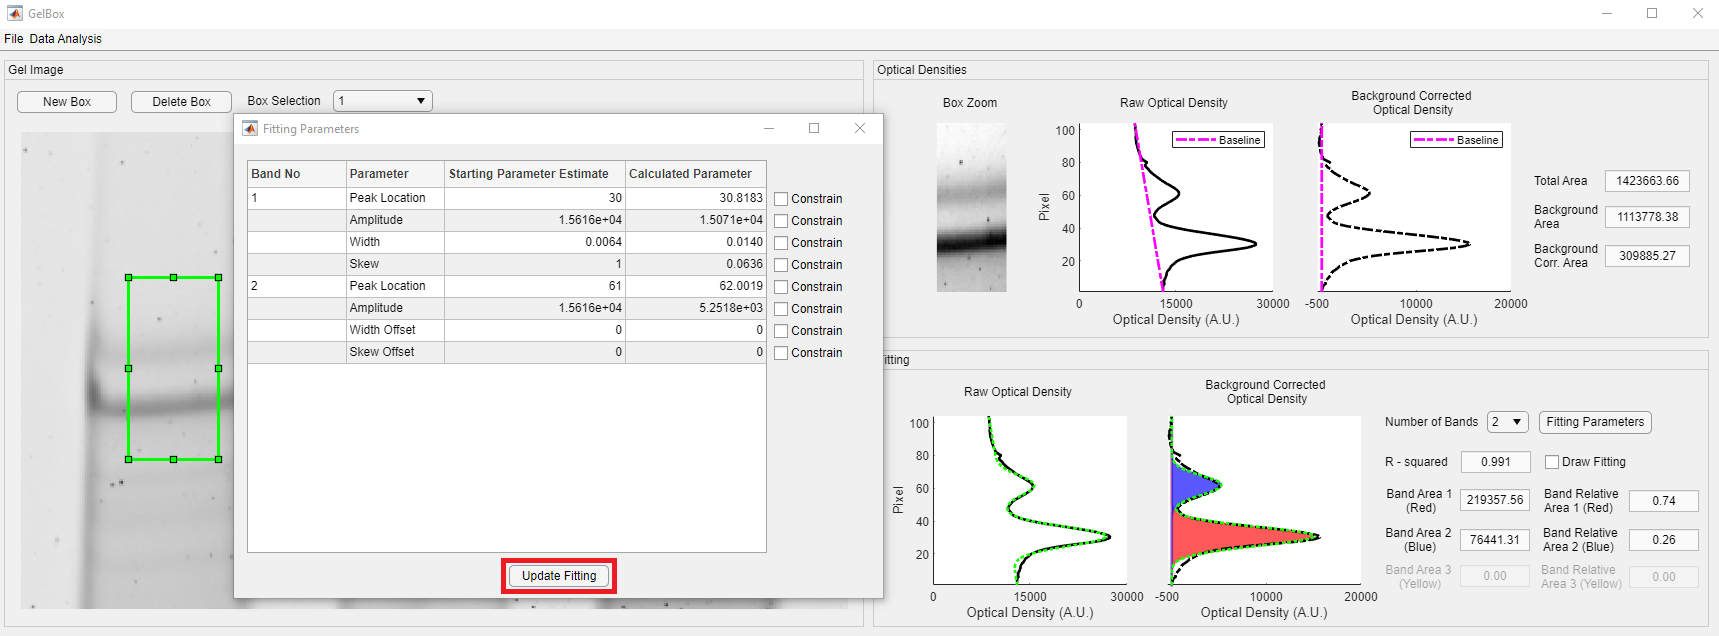 GelBox
File Data Analysis
Gel Image
New Box
Delete Box
Box Selection
1
Fitting Parameters
Band No Parameter Starting Parameter Estimate Calculated Parameter
1 Peak Location 30 30.8183 Constrain
Amplitude 1.5616e+04 1.5071e+04 Constrain
Width 0.0064 0.0140 Constrain
Skew 1 0.0636 Constrain
2 Peak Location 61 62.0019 Constrain
Amplitude 1.5616e+04 5.2518e+03 Constrain
Width Offset 0 0 Constrain
Skew Offset 0 0 Constrain
Update Fitting
Optical Densities
Box Zoom
Raw Optical Density
Baseline
100
80
60
40
20
Pixel
0 15000 30000
Optical Density (A.U.)
Background Corrected
Optical Density
Baseline
-500 10000 20000
Optical Density (A.U.)
Total Area 1423663.66
Background
Area
1113778.38
Background
Corr. Area
309885.27
itting
Raw Optical Density
100
80
60
40
20
Pixel
0 15000 30000
Optical Density (A.U.)
Background Corrected
Optical Density
-500 10000 20000
Optical Density (A.U.)
Number of Bands 2 Fitting Parameters
R - squared 0.991 Draw Fitting
Band Area 1
(Red)
219357.56
Band Relative
Area 1 (Red)
0.74
Band Area 2
(Blue)
76441.31
Band Relative
Area 2 (Blue)
0.26
Band Area 3
(Yellow)
0.00
Band Relative
Area 3 (Yellow)
0.00